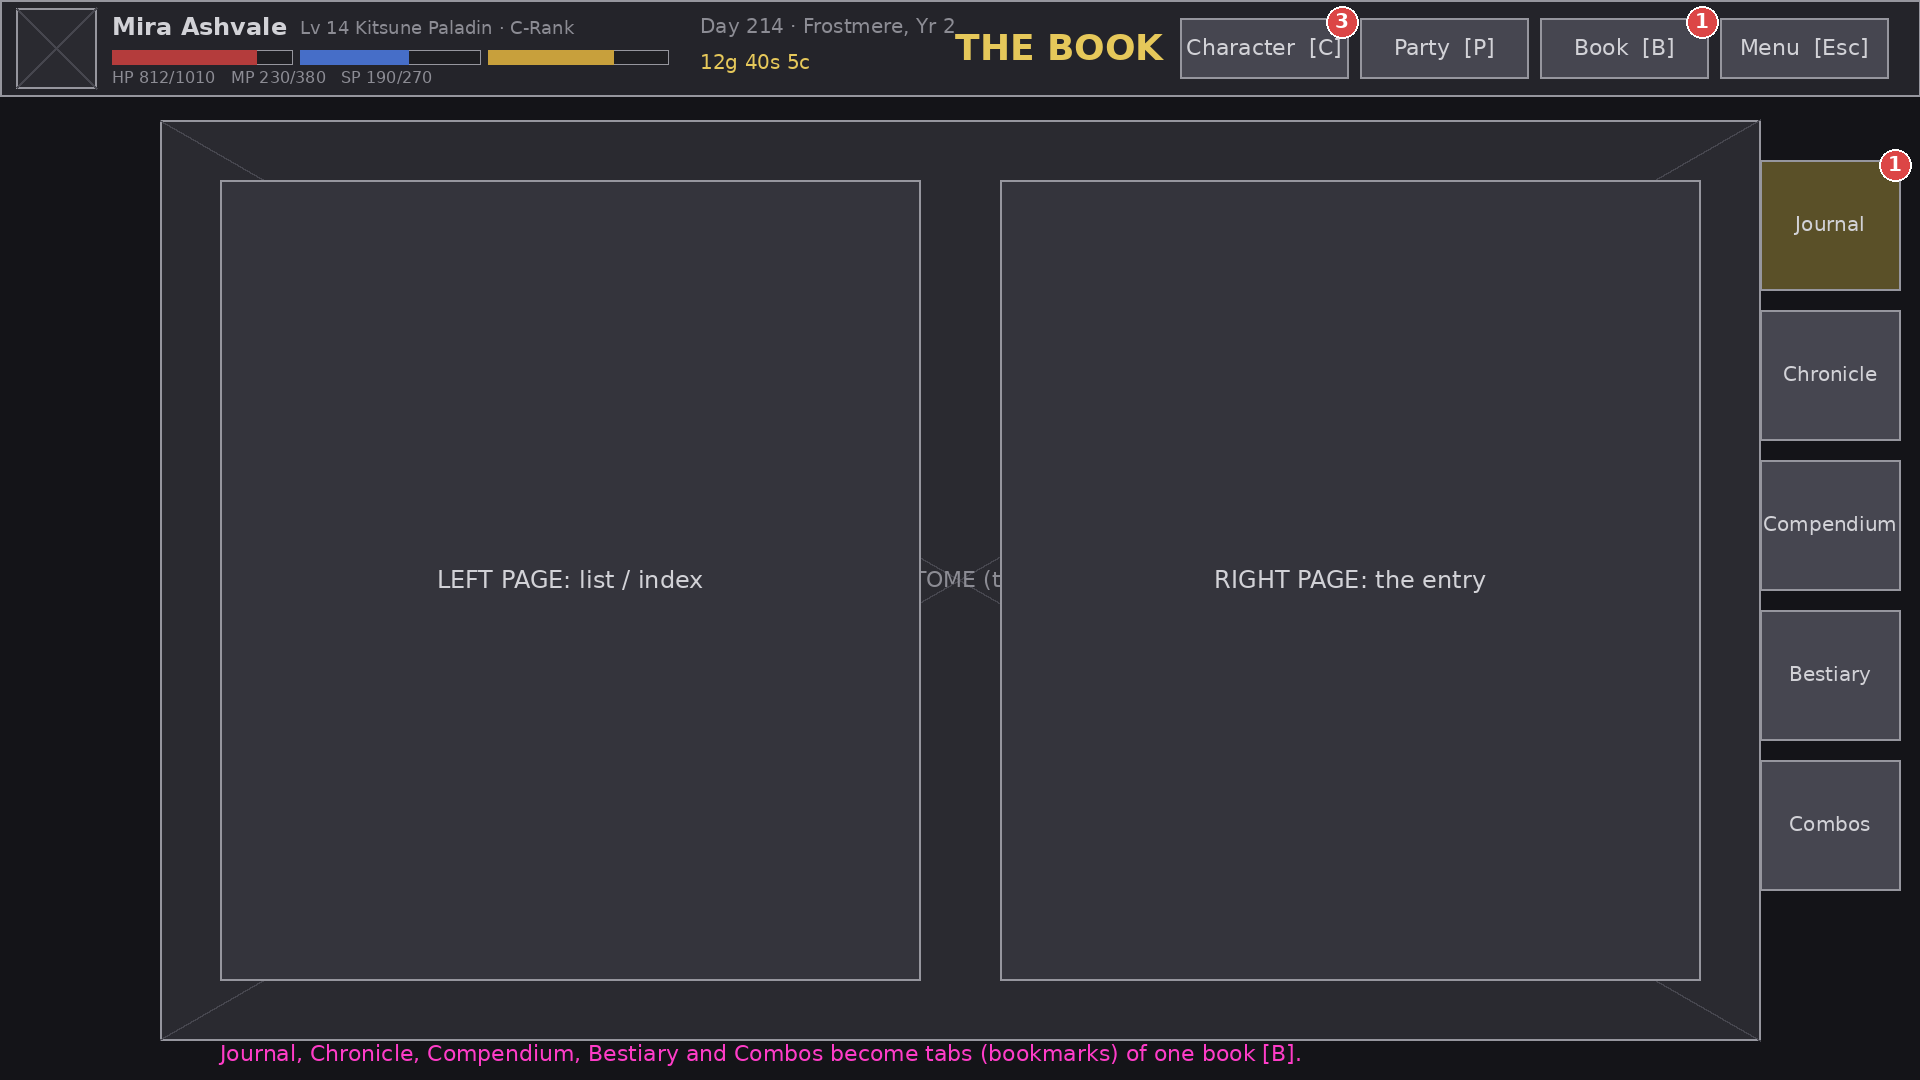 Mira Ashvale Lv 14 Kitsune Paladin · C-Rank
HP 812/1010 MP 230/380 SP 190/270
Day 214 · Frostmere, Yr 2
12g 40s 5c
THE BOOK
Character [C]
3
Party [P]
Book [B]
1
Menu [Esc]
1
Journal
Chronicle
Compendium
Bestiary
Combos
LEFT PAGE: list / index
TOME (t
RIGHT PAGE: the entry
Journal, Chronicle, Compendium, Bestiary and Combos become tabs (bookmarks) of one book [B].